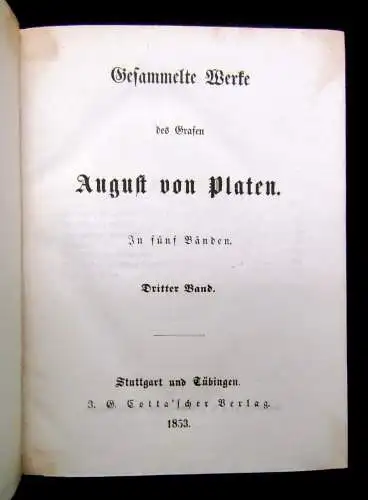 Gesammelte Werke
des Grafen
August von Platen.
In fünf Bänden.
Dritter Band.
Stuttgart und Tübingen.
J. G. Cotta'scher Verlag.
1853.